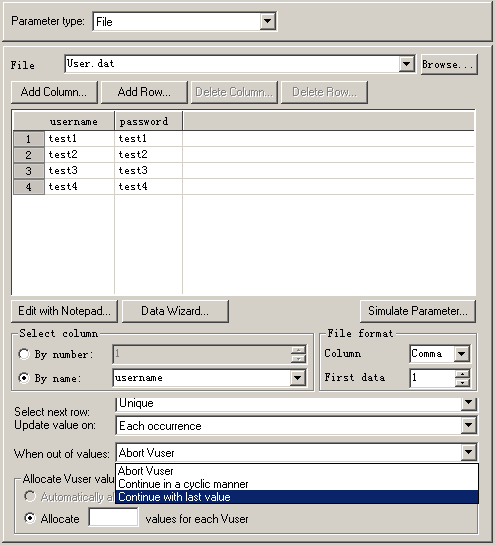 Parameter type: File
File User.dat Browse...
Add Column... Add Row... Delete Column... Delete Row...
username password
1 test1 test1
2 test2 test2
3 test3 test3
4 test4 test4
Edit with Notepad... Data Wizard... Simulate Parameter...
Select column File format
By number: 1 Column Comma
By name: username First data 1
Select next row: Unique
Update value on: Each occurrence
When out of values: Abort Vuser
Abort Vuser
Continue in a cyclic manner
Allocate Vuser valu
Continue with last value
Automatically a
Allocate values for each Vuser